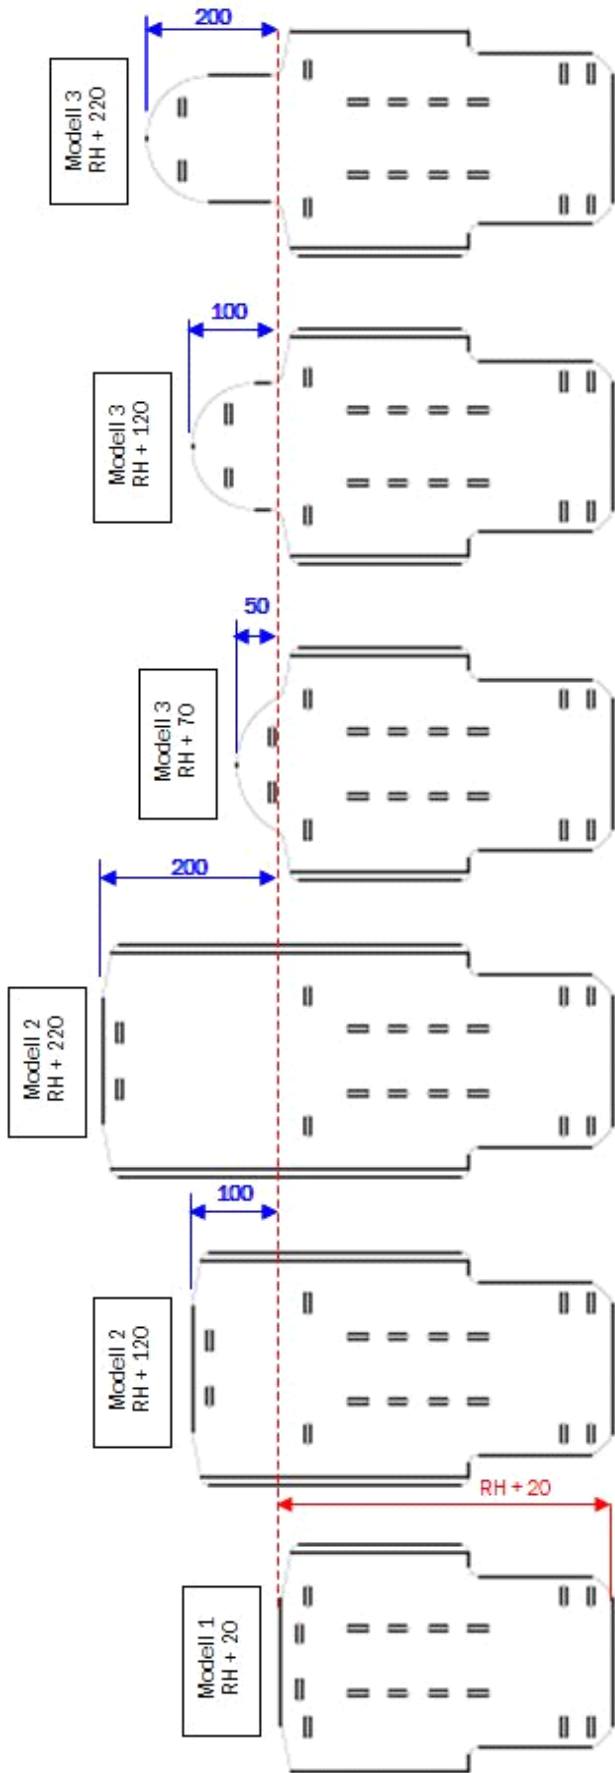 200
Modell 3
RH + 220
100
Modell 3
RH + 120
50
Modell 3
RH + 70
200
Modell 2
RH + 220
100
Modell 2
RH + 120
RH + 20
Modell 1
RH + 20